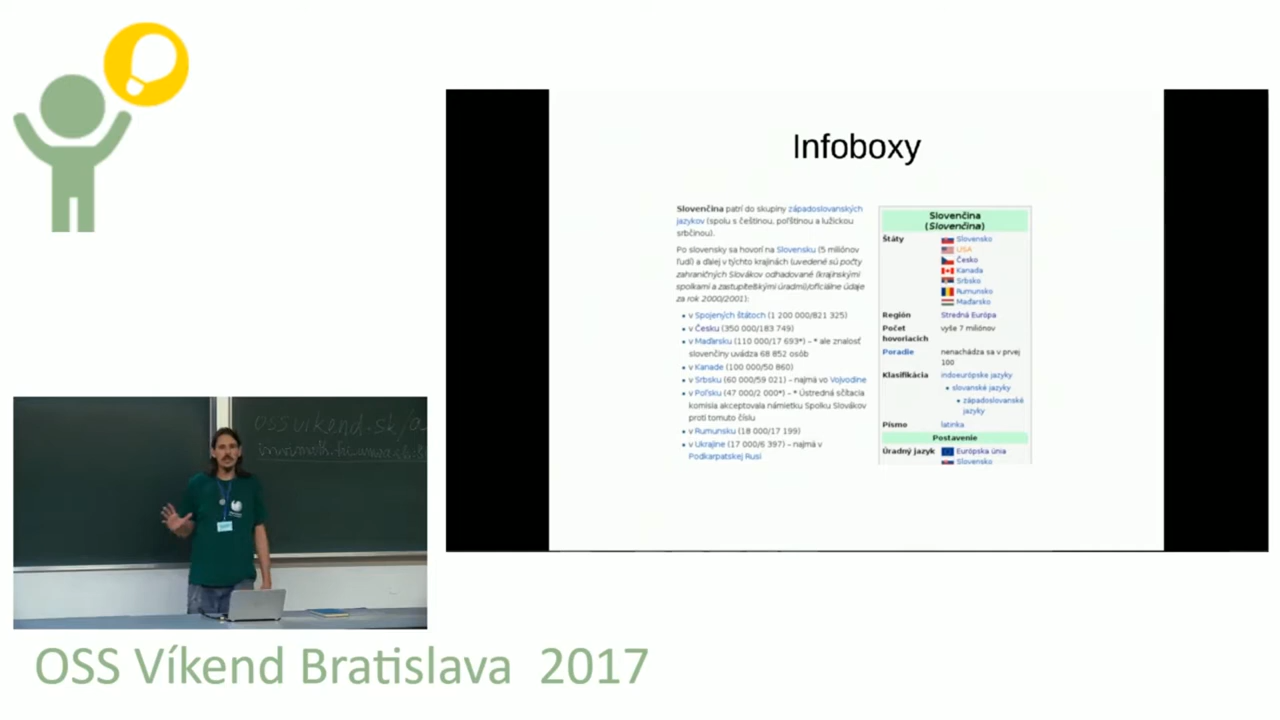 Infoboxy
Slovenčina patrí do skupiny západoslovanských
jazykov (spolu s češtinou, poľštinou a lužickou
srbčinou).
Po slovensky sa hovorí na Slovensku (5 miliónov
ľudí) a ďalej v týchto krajinách (uvedené sú počty
zahraničných Slovákov odhadované (krajinskými
spolkami a zastupiteľskými úradmi)/oficiálne údaje
za rok 2000/2001):
v Spojených štátoch (1 200 000/821 325)
v Česku (350 000/183 749)
v Maďarsku (110 000/17 693*) – * ale znalosť
slovenčiny uvádza 68 852 osôb
v Kanade (100 000/50 860)
v Srbsku (60 000/59 021) – najmä vo Vojvodine
v Poľsku (47 000/2 000*) – * Ústredná sčítacia
komisia akceptovala námietku Spolku Slovákov
proti tomuto číslu
v Rumunsku (18 000/17 199)
v Ukrajine (17 000/6 397) – najmä v
Podkarpatskej Rusi
Slovenčina
(Slovenčina)
Štáty Slovensko
USA
Česko
Kanada
Srbsko
Rumunsko
Maďarsko
Región Stredná Európa
Počet vyše 7 miliónov
hovoriacich
Poradie nenachádza sa v prvej
100
Klasifikácia indoeurópske jazyky
slovanské jazyky
západoslovanské
jazyky
Písmo latinka
Postavenie
Úradný jazyk Európska únia
Slovensko
ossvikend.sk/a
OSS Víkend Bratislava 2017